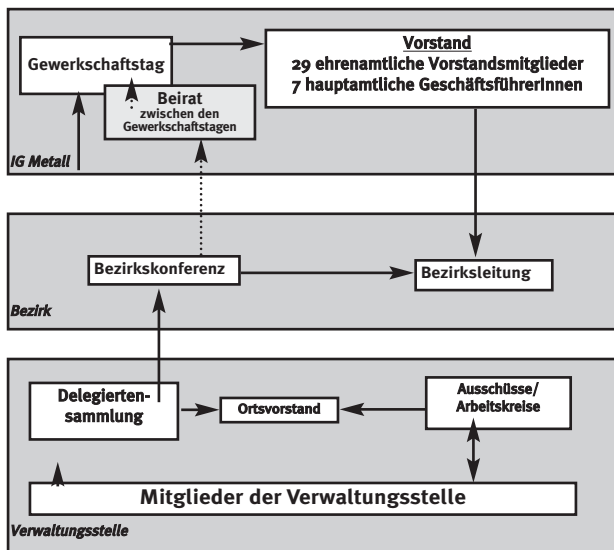 Gewerkschaftstag
Vorstand
29 ehrenamtliche Vorstandsmitglieder
7 hauptamtliche GeschäftsführerInnen
Beirat
zwischen den
Gewerkschaftstagen
IG Metall
Bezirkskonferenz
Bezirksleitung
Bezirk
Delegierten-
sammlung
Ortsvorstand
Ausschüsse/
Arbeitskreise
Mitglieder der Verwaltungsstelle
Verwaltungsstelle